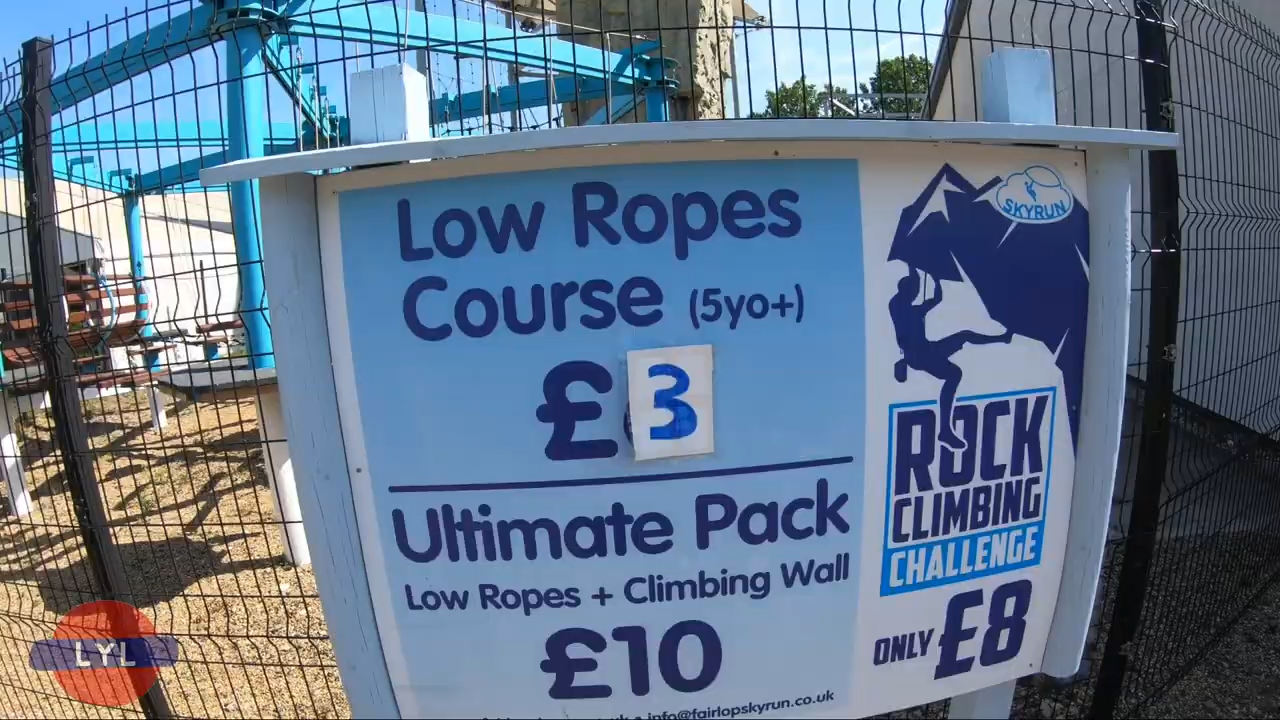 Low Ropes
Course (5yo+)
£3
Ultimate Pack
Low Ropes + Climbing Wall
£10
info@fairlopskyrun.co.uk
SKYRUN
ROCK
CLIMBING
CHALLENGE
ONLY £8
LYL